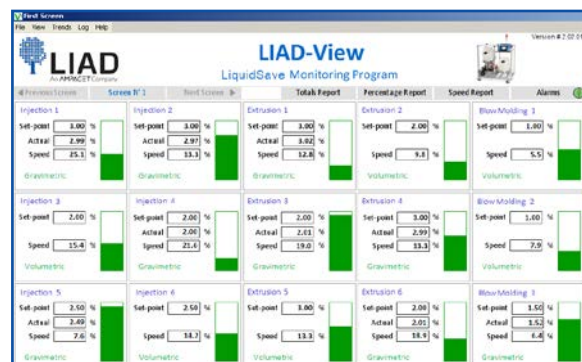 First Screen
File View Trends Log Help
LIAD
An AMPACET Company
LIAD-View
LiquidSave Monitoring Program
Previous Screen Screen Nº 1 Next Screen Totals Report Percentage Report Speed Report Alarms
Injection 1 Injection 2 Extrusion 1 Extrusion 2 Blow Molding 1
Set-point 3.00 % Set-point 3.00 % Set-point 3.00 % Set-point 2.00 % Set-point 1.00 %
Actual 2.99 % Actual 2.97 % Actual 3.02 %
Speed 25.1 % Speed 13.3 % Speed 12.8 % Speed 9.8 % Speed 5.5 %
Gravimetric Gravimetric Gravimetric Volumetric Volumetric
Injection 3 Injection 4 Extrusion 3 Extrusion 4 Blow Molding 2
Set-point 2.00 % Set-point 2.00 % Set-point 2.00 % Set-point 3.00 % Set-point 1.00 %
Actual 2.00 % Actual 2.01 % Actual 2.99 %
Speed 15.4 % Speed 21.6 % Speed 19.0 % Speed 13.3 % Speed 7.9 %
Volumetric Gravimetric Gravimetric Gravimetric Volumetric
Injection 5 Injection 6 Extrusion 5 Extrusion 6 Blow Molding 3
Set-point 2.50 % Set-point 2.50 % Set-point 3.00 % Set-point 2.00 % Set-point 1.50 %
Actual 2.49 % Actual 2.01 % Actual 1.52 %
Speed 7.6 % Speed 14.2 % Speed 13.3 % Speed 18.9 % Speed 6.4 %
Gravimetric Volumetric Volumetric Gravimetric Gravimetric